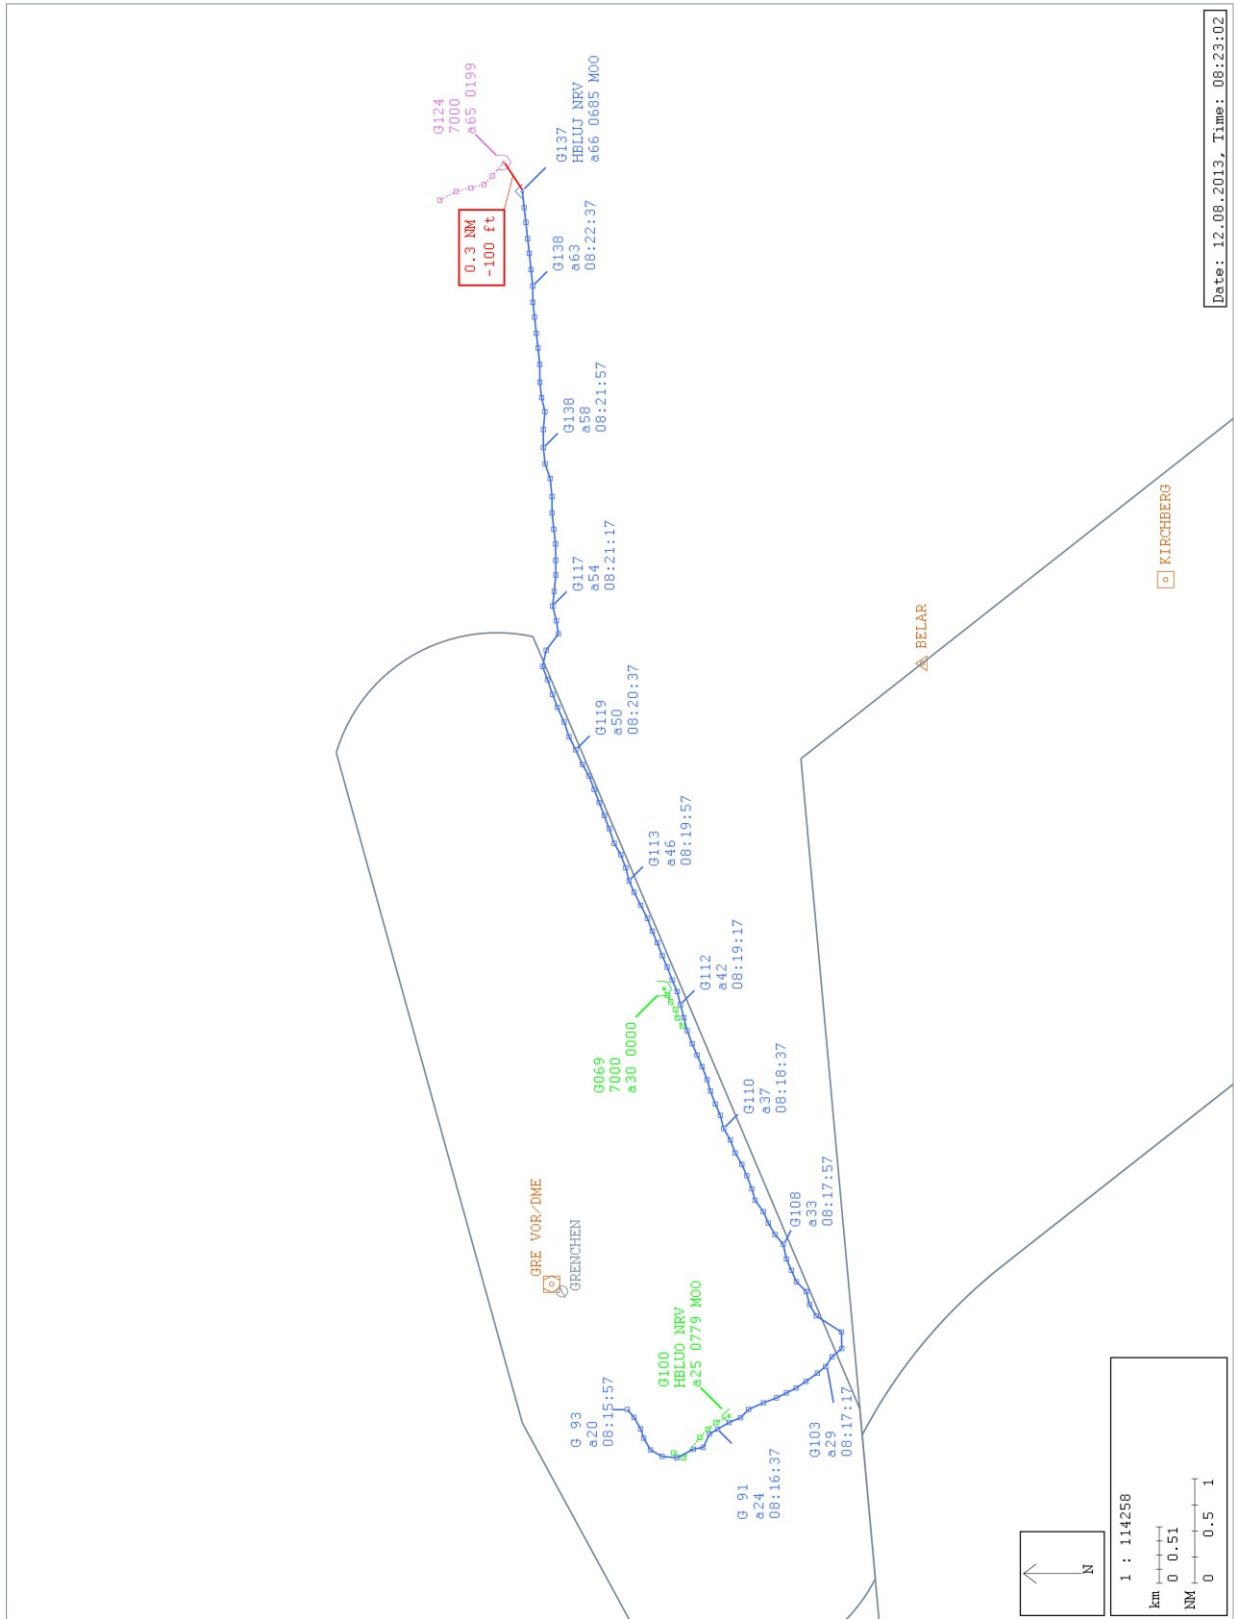 G124
7000
a65 0199
G137
HBLUJ NRV
a66 0685 MOO
0.3 NM
-100 ft
G138
a63
08:22:37
G138
a58
08:21:57
G117
a54
08:21:17
G119
a50
08:20:37
G113
a46
08:19:57
G112
a42
08:19:17
G069
7000
a30 0000
G110
a37
08:18:37
G108
a33
08:17:57
GRE VOR/DME
GRENCHEN
G100
HBLUO NRV
a25 0779 MOO
G 93
a20
08:15:57
G 91
a24
08:16:37
G103
a29
08:17:17
BELAR
KIRCHBERG
N
1 : 114258
km
0 0.51
NM
0 0.5 1
Date: 12.08.2013, Time: 08:23:02